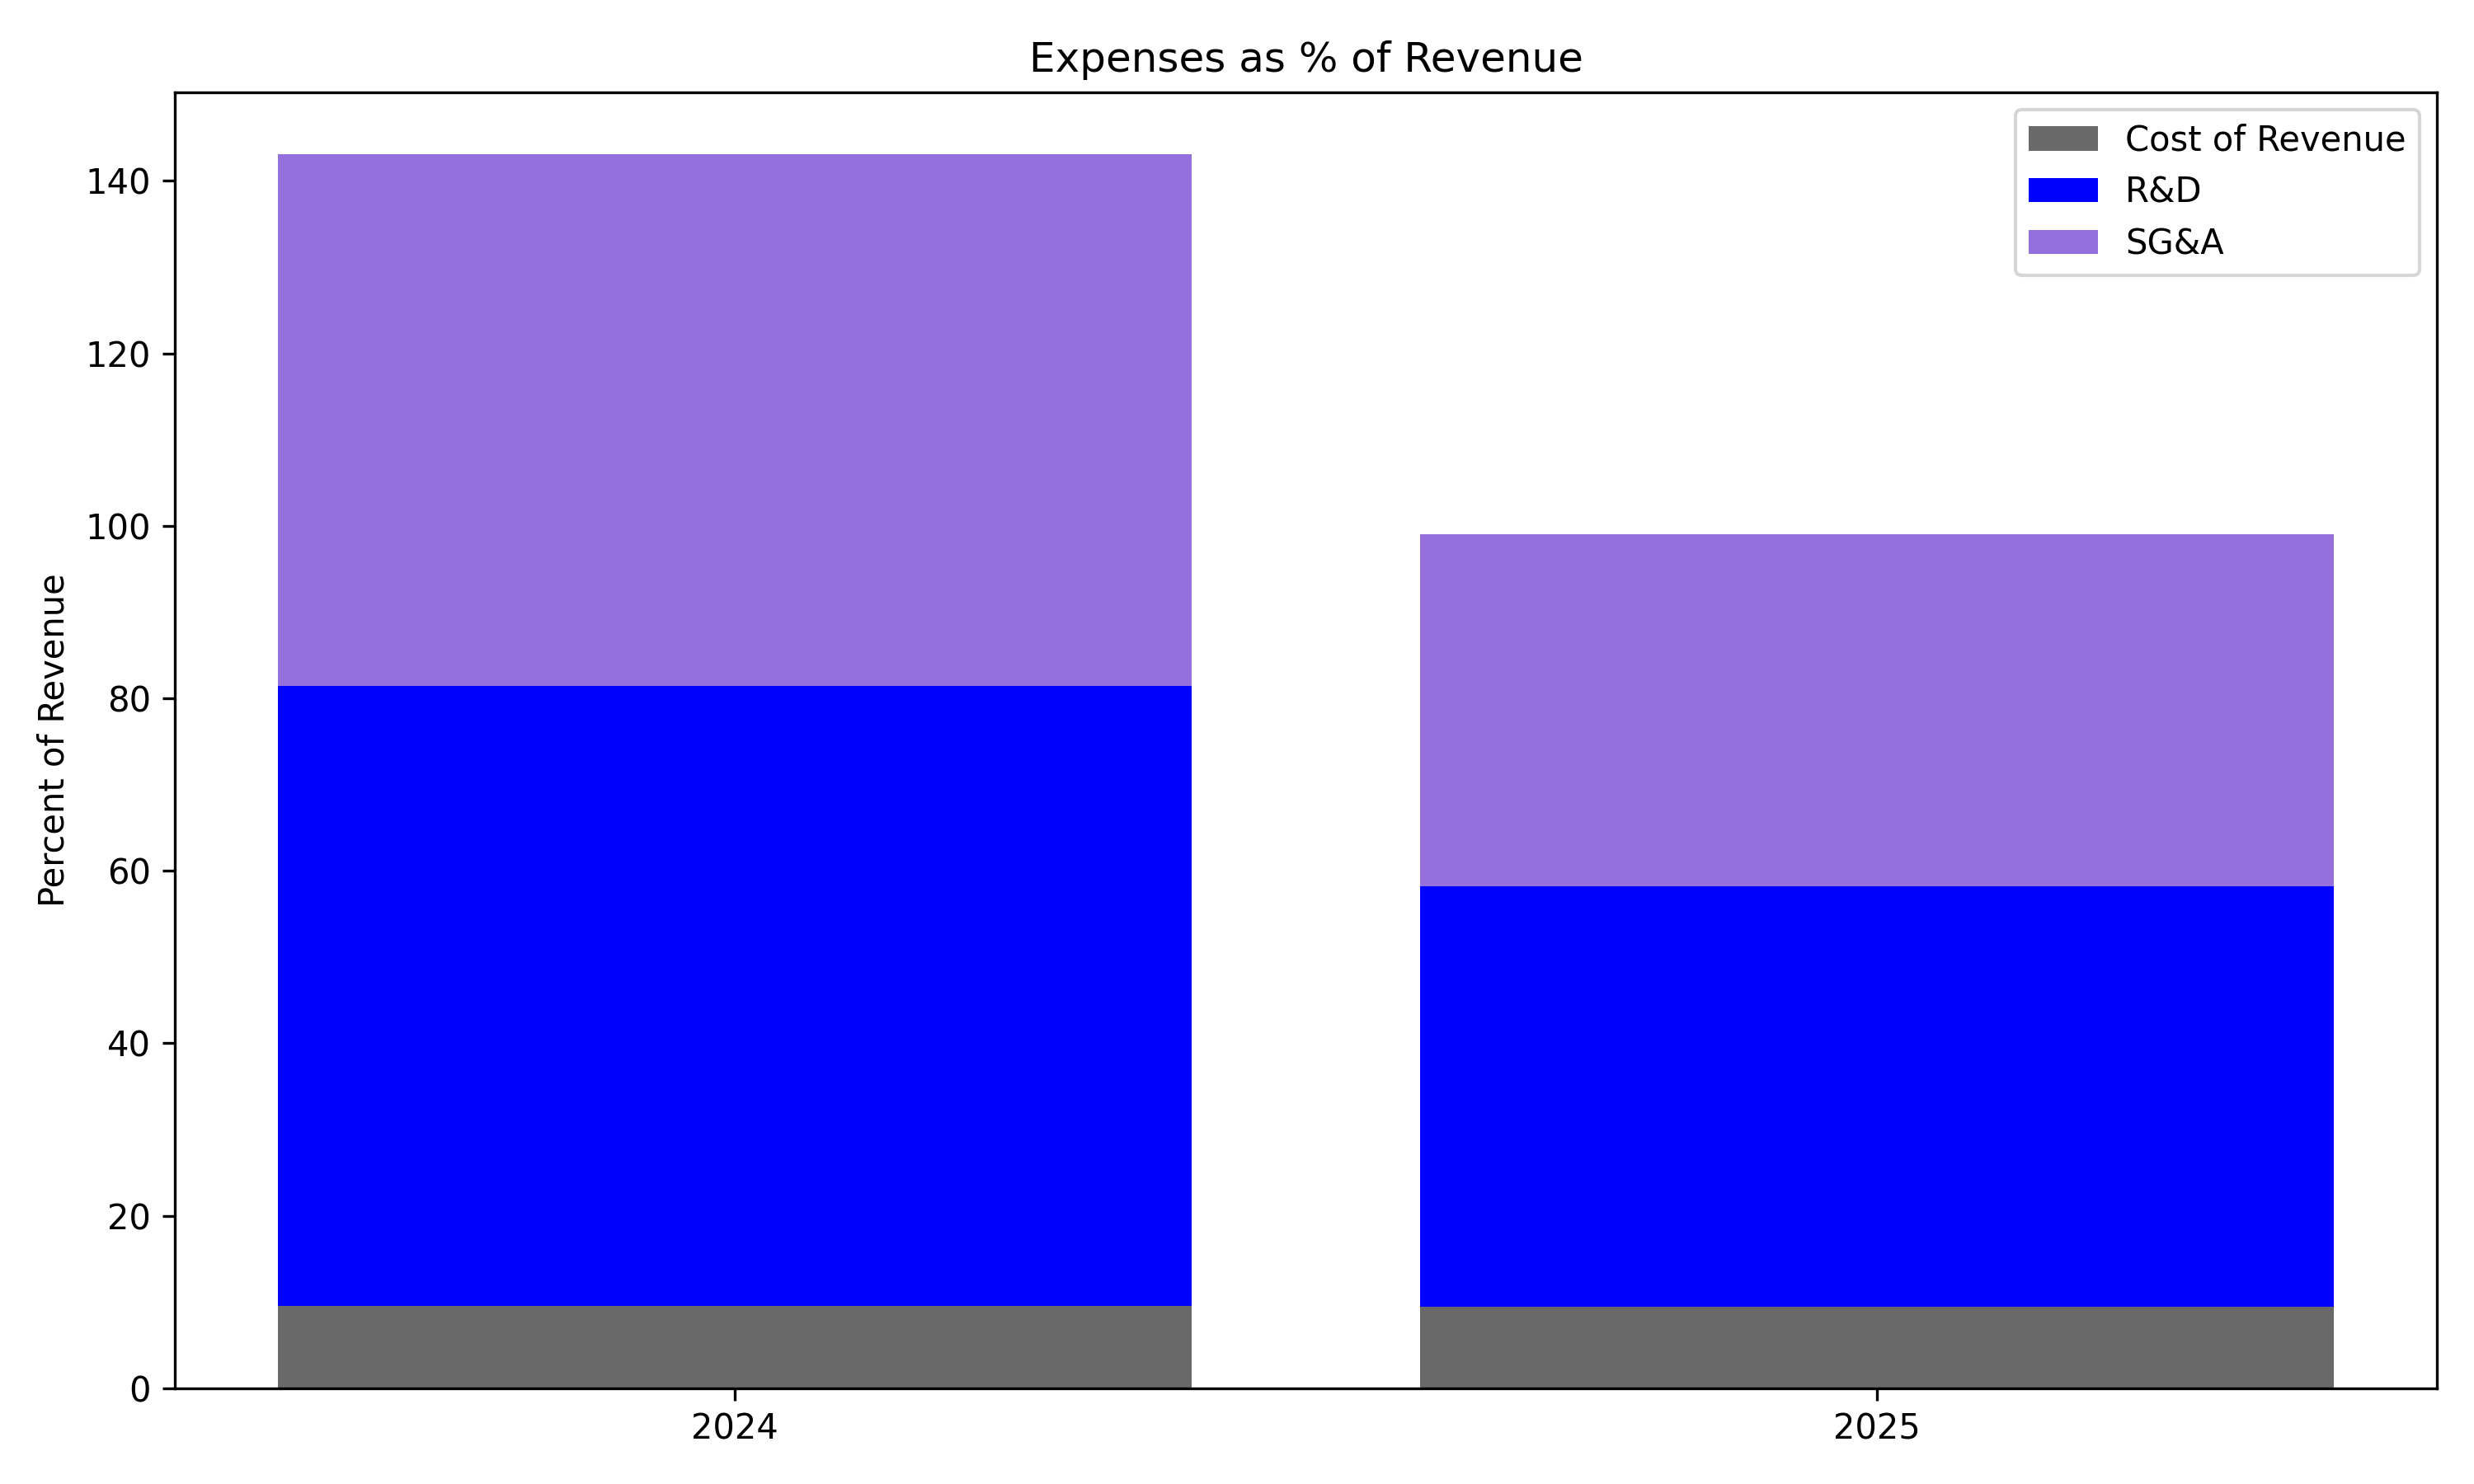 Expenses as % of Revenue
Cost of Revenue
R&D
SG&A
Percent of Revenue
140
120
100
80
60
40
20
0
2024
2025